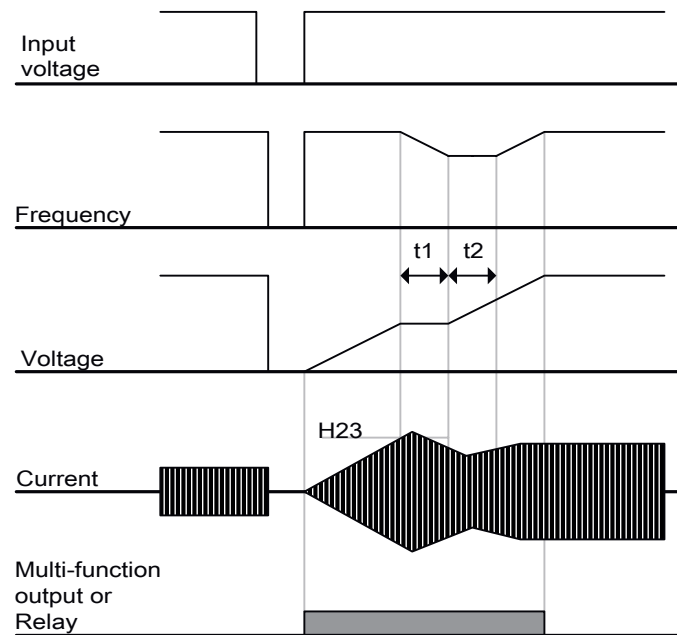 Input
voltage
Frequency
t1 t2
Voltage
H23
Current
Multi-function
output or
Relay